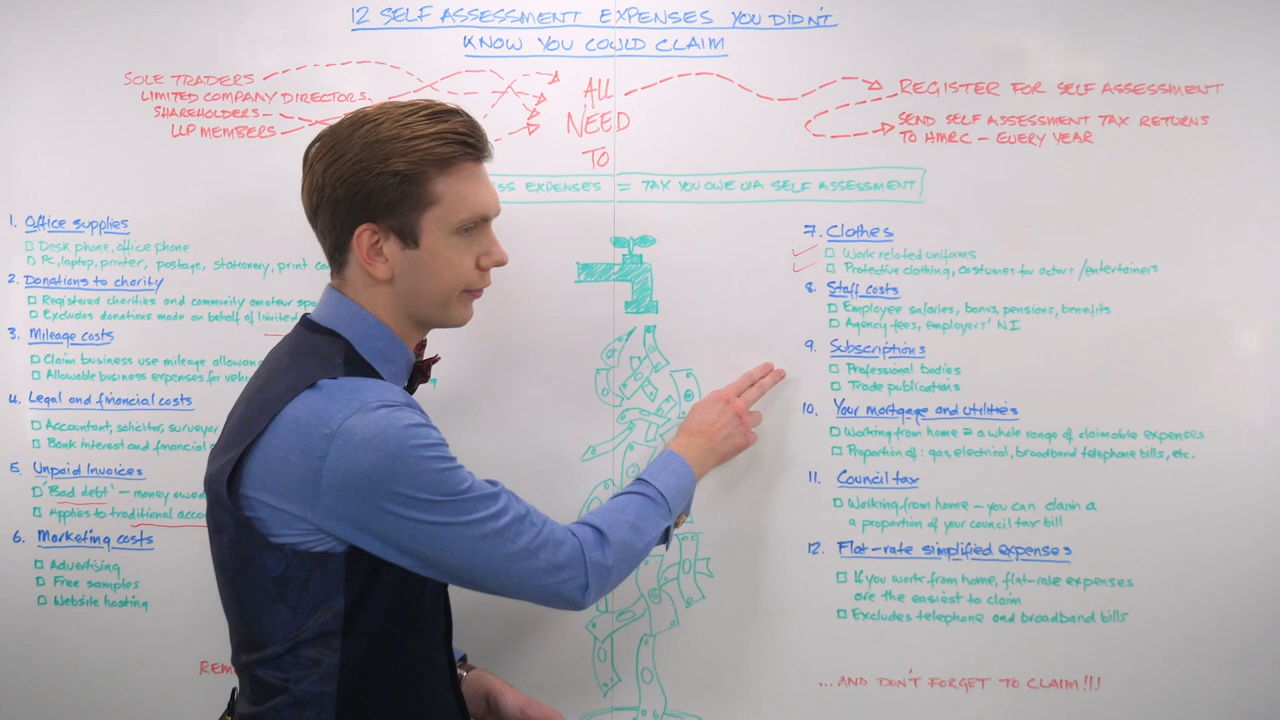 12 SELF ASSESSMENT EXPENSES YOU DIDN'T
KNOW YOU COULD CLAIM
SOLE TRADERS
LIMITED COMPANY DIRECTORS
SHAREHOLDERS
LLP MEMBERS
ALL
NEED
TO
REGISTER FOR SELF ASSESSMENT
SEND SELF ASSESSMENT TAX RETURNS
TO HMRC – EVERY YEAR
EXPENSES = TAX YOU OWE VIA SELF ASSESSMENT
1. Office supplies
Desk phone, office phone
PC, laptop, printer, postage, stationery, print
2. Donations to charity
Registered charities and community amateur
Excludes donations made on behalf of limited
3. Mileage costs
Claim business use mileage
Allowable business expenses for
4. Legal and financial costs
Accountant, solicitor, surveyor
Bank interest and financial
5. Unpaid Invoices
'Bad debt' – money owed
Applies to traditional
6. Marketing costs
Advertising
Free samples
Website hosting
7. Clothes
Work related uniforms
Protective clothing, costumes for actors/entertainers
8. Staff costs
Employee salaries, bonus, pensions, benefits
Agency fees, employers' NI
9. Subscriptions
Professional bodies
Trade publications
10. Your mortgage and utilities
Working from home = a whole range of claimable expenses
Proportion of: gas, electrical, broadband telephone bills, etc.
11. Council tax
Working from home – you can claim a
a proportion of your council tax bill
12. Flat-rate simplified expenses
If you work from home, flat-rate expenses
are the easiest to claim
Excludes telephone and broadband bills
...AND DON'T FORGET TO CLAIM!!!